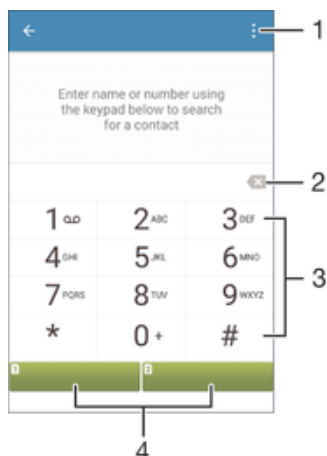 1
Enter name or number using
the keypad below to search
for a contact
2
1 2 ABC 3 DEF
4 GHI 5 JKL 6 MNO
3
7 PQRS 8 TUV 9 WXYZ
* 0 + #
1 2
4